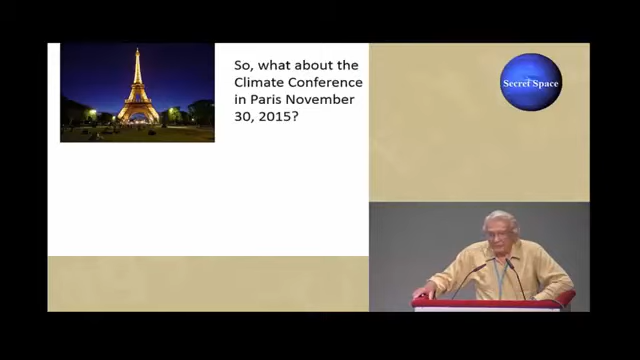 So, what about the
Climate Conference
in Paris November
30, 2015?
Secret Space